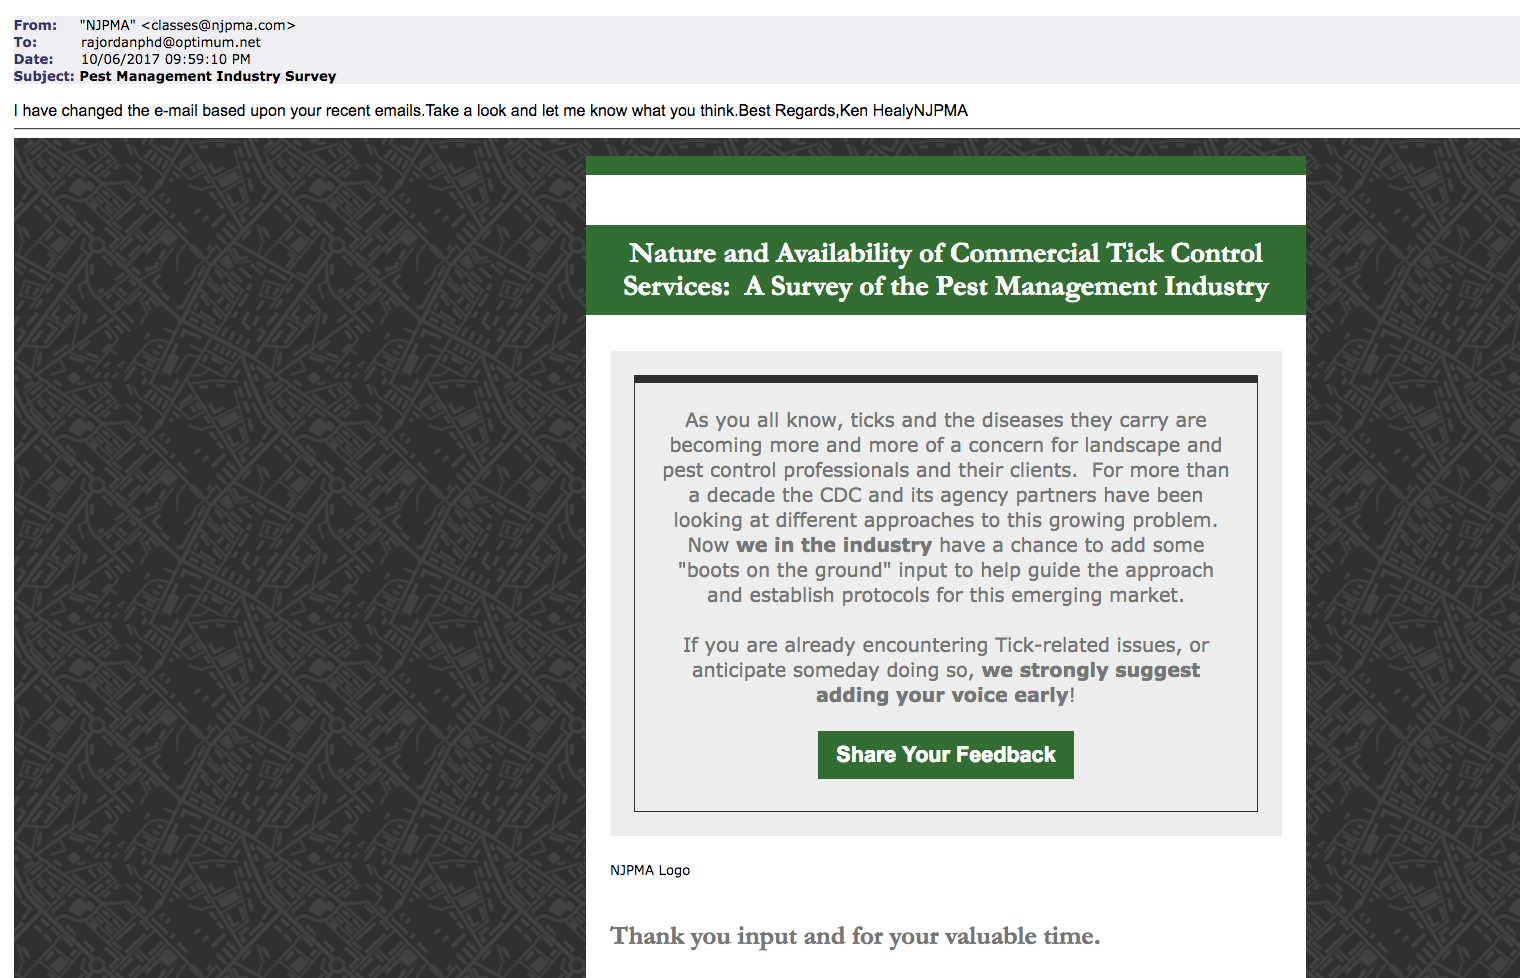 From: "NJPMA" <classes@njpma.com>
To: rajordanphd@optimum.net
Date: 10/06/2017 09:59:10 PM
Subject: Pest Management Industry Survey
I have changed the e-mail based upon your recent emails.Take a look and let me know what you think.Best Regards,Ken HealyNJPMA
Nature and Availability of Commercial Tick Control
Services:  A Survey of the Pest Management Industry
As you all know, ticks and the diseases they carry are
becoming more and more of a concern for landscape and
pest control professionals and their clients.  For more than
a decade the CDC and its agency partners have been
looking at different approaches to this growing problem.
Now we in the industry have a chance to add some
"boots on the ground" input to help guide the approach
and establish protocols for this emerging market.
If you are already encountering Tick-related issues, or
anticipate someday doing so, we strongly suggest
adding your voice early!
Share Your Feedback
NJPMA Logo
Thank you input and for your valuable time.